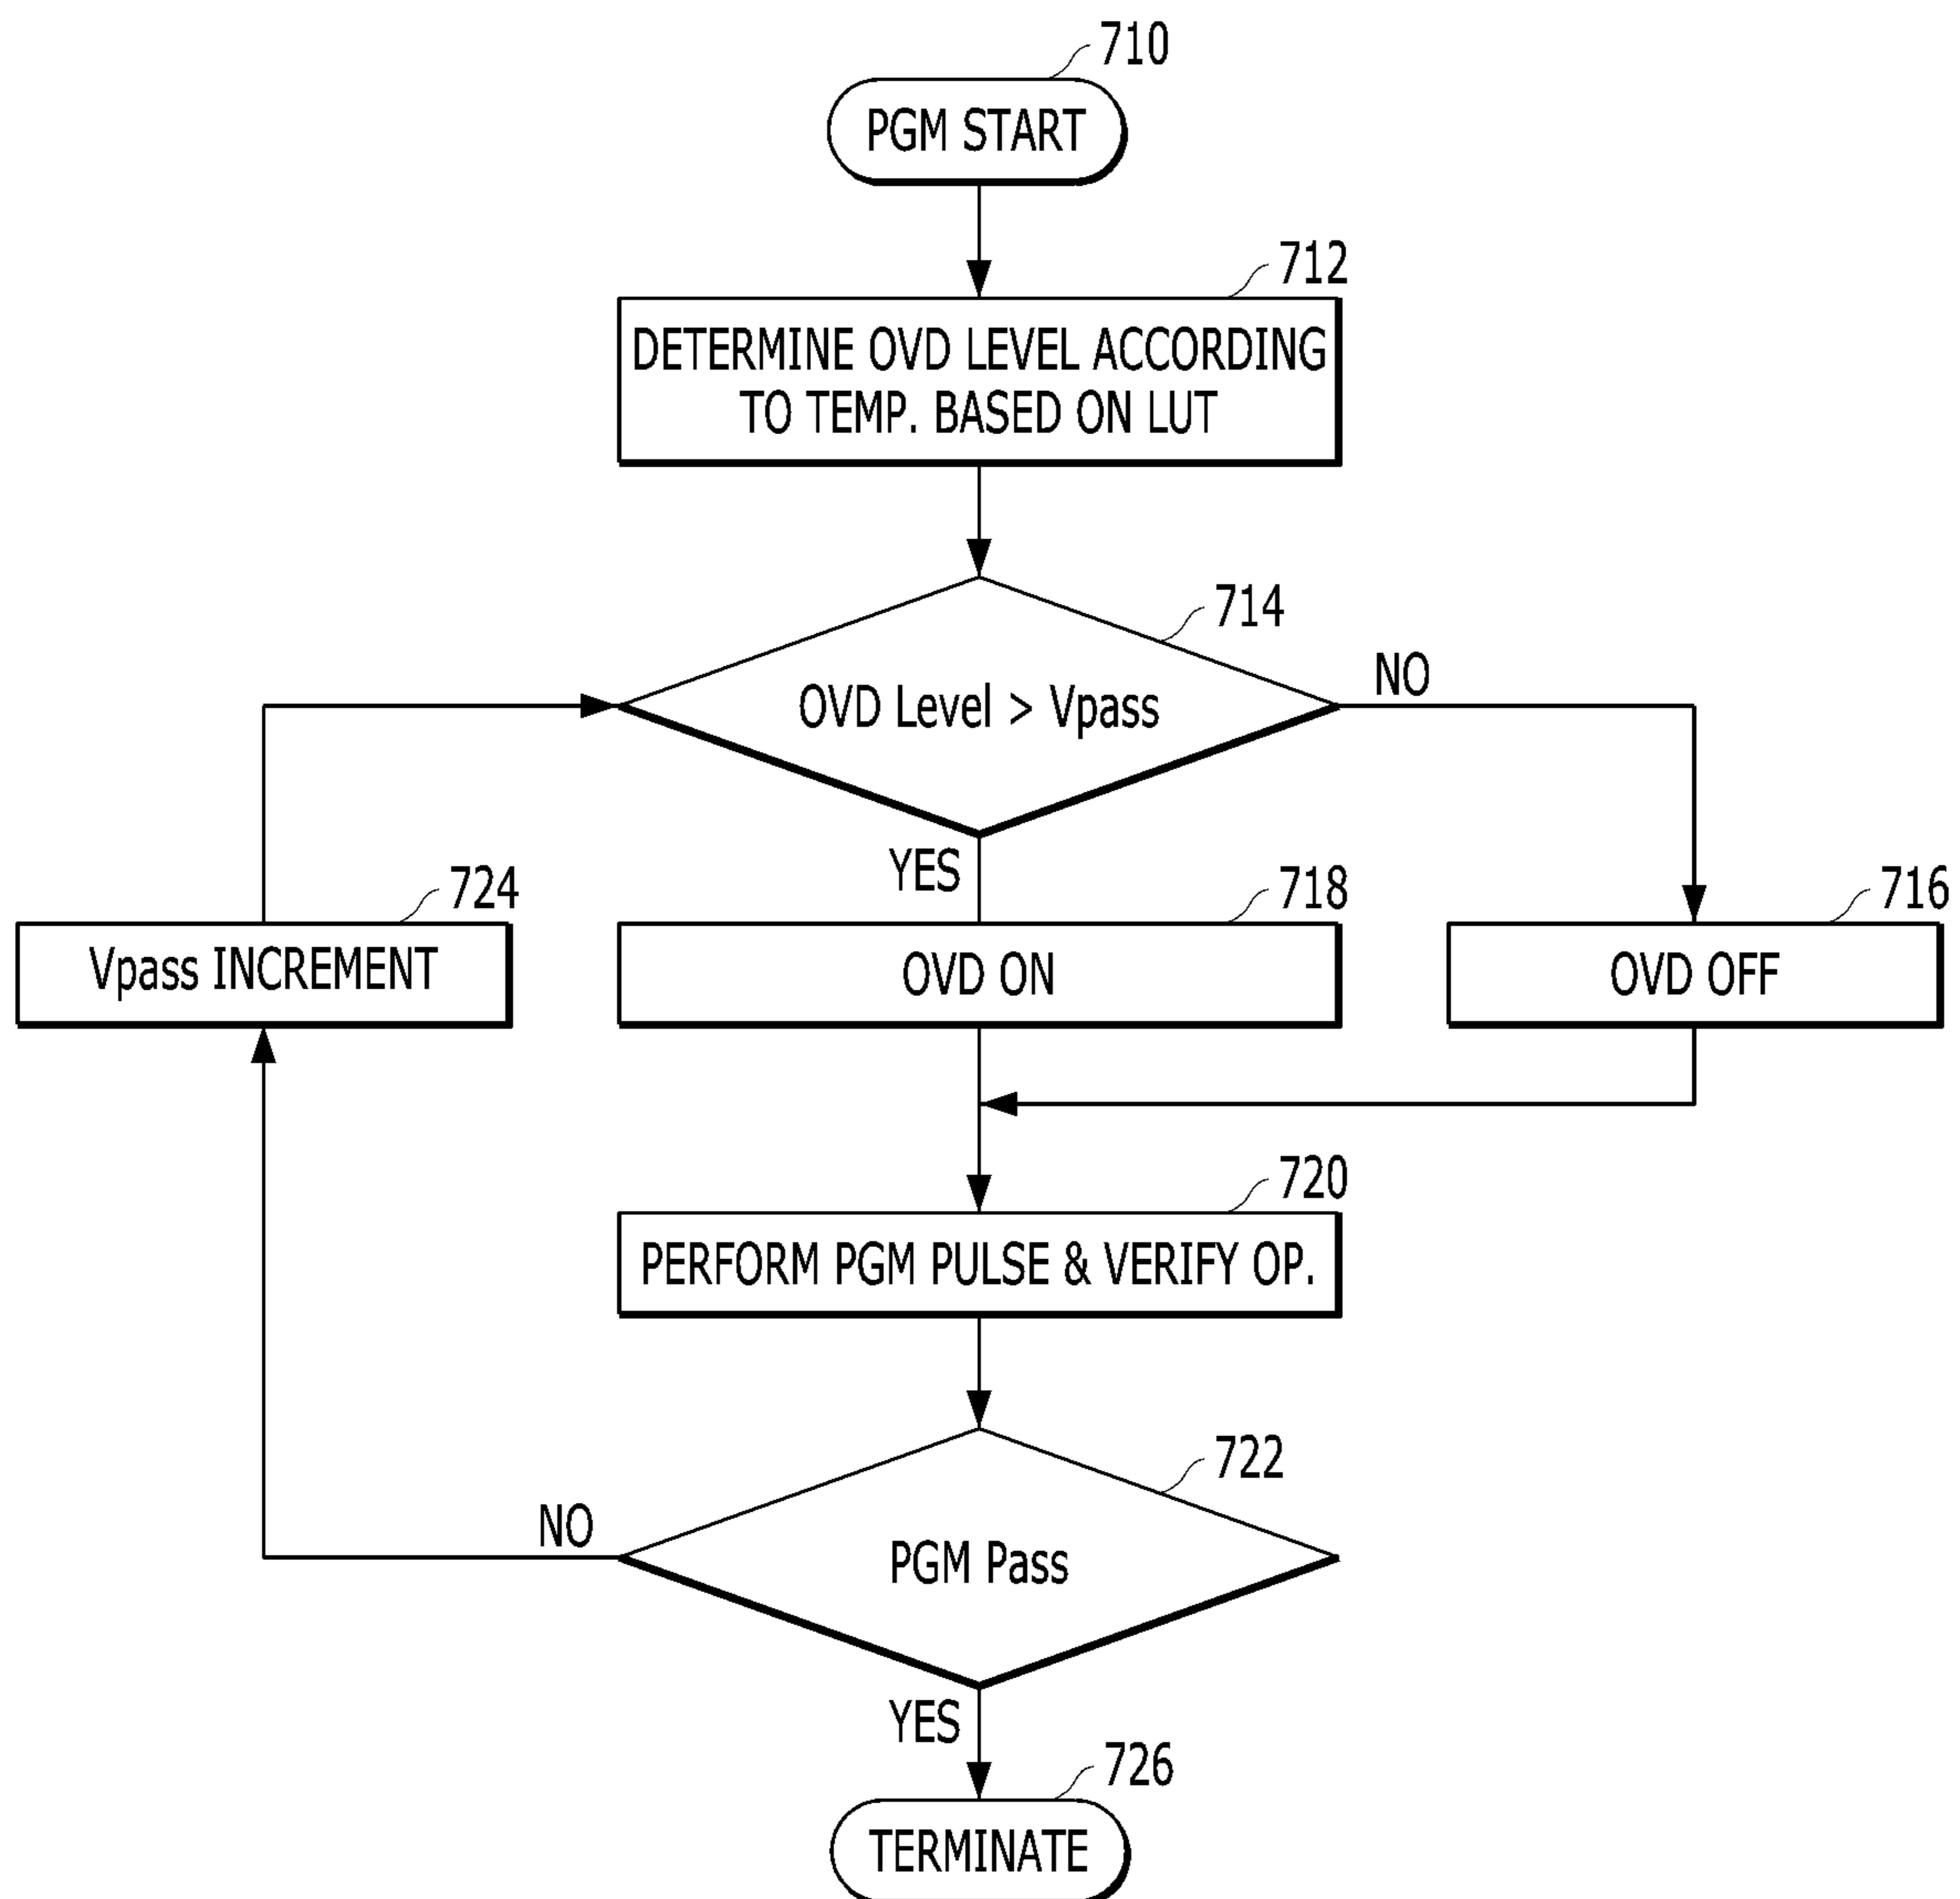 710
PGM START
712
DETERMINE OVD LEVEL ACCORDING
TO TEMP. BASED ON LUT
714
OVD Level > Vpass
NO
YES
724
Vpass INCREMENT
718
OVD ON
716
OVD OFF
720
PERFORM PGM PULSE & VERIFY OP.
722
PGM Pass
NO
YES
726
TERMINATE